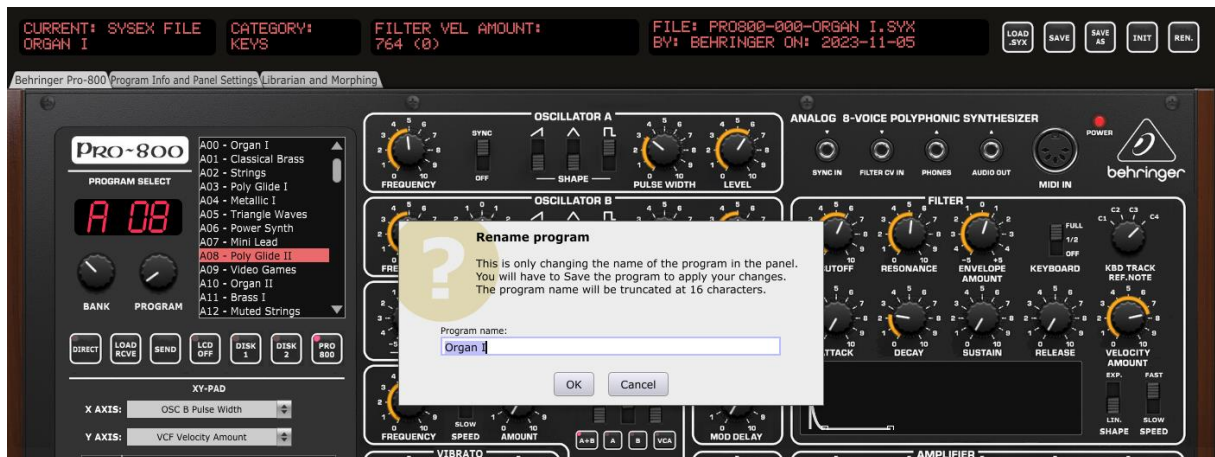 CURRENT: SYSEX FILE
ORGAN I
CATEGORY:
KEYS
FILTER VEL AMOUNT:
764 (0)
FILE: PRO800-000-ORGAN I.SYX
BY: BEHRINGER ON: 2023-11-05
LOAD .SYX
SAVE
SAVE AS
INIT
REN.
Behringer Pro-800
Program Info and Panel Settings
Librarian and Morphing
PRO~800
PROGRAM SELECT
A 08
BANK
PROGRAM
A00 - Organ I
A01 - Classical Brass
A02 - Strings
A03 - Poly Glide I
A04 - Metallic I
A05 - Triangle Waves
A06 - Power Synth
A07 - Mini Lead
A08 - Poly Glide II
A09 - Video Games
A10 - Organ II
A11 - Brass I
A12 - Muted Strings
DIRECT
LOAD RCVE
SEND
LCD OFF
DISK 1
DISK 2
PRO 800
XY-PAD
X AXIS:
OSC B Pulse Width
Y AXIS:
VCF Velocity Amount
OSCILLATOR A
FREQUENCY
SYNC
OFF
SHAPE
PULSE WIDTH
LEVEL
OSCILLATOR B
ANALOG 8-VOICE POLYPHONIC SYNTHESIZER
SYNC IN
FILTER CV IN
PHONES
AUDIO OUT
MIDI IN
POWER
behringer
FILTER
RESONANCE
ENVELOPE AMOUNT
FULL
1/2
OFF
KEYBOARD
C1
C2
C3
C4
KBD TRACK REF.NOTE
DECAY
SUSTAIN
RELEASE
VELOCITY AMOUNT
EXP.
FAST
LIN.
SLOW
SHAPE
SPEED
Rename program
This is only changing the name of the program in the panel.
You will have to Save the program to apply your changes.
The program name will be truncated at 16 characters.
Program name:
Organ I
OK
Cancel
FREQUENCY
SLOW
SPEED
AMOUNT
A+B
A
B
VCA
MOD DELAY
VIBRATO
AMPLIFIER